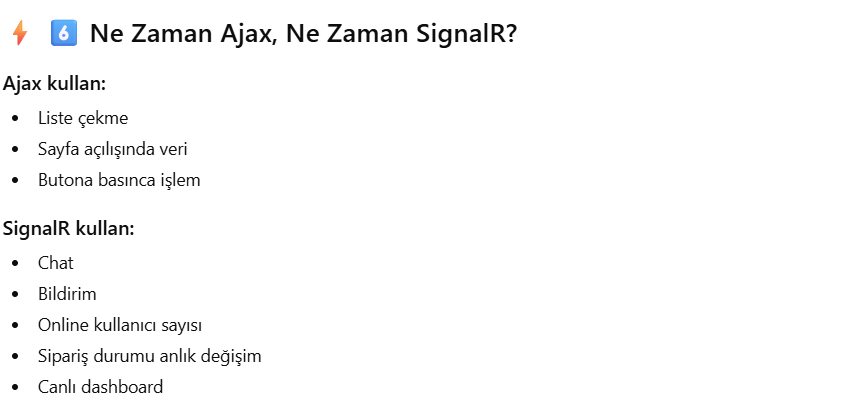 ⚡ 6️⃣ Ne Zaman Ajax, Ne Zaman SignalR?
Ajax kullan:
• Liste çekme
• Sayfa açılışında veri
• Butona basınca işlem
SignalR kullan:
• Chat
• Bildirim
• Online kullanıcı sayısı
• Sipariş durumu anlık değişim
• Canlı dashboard